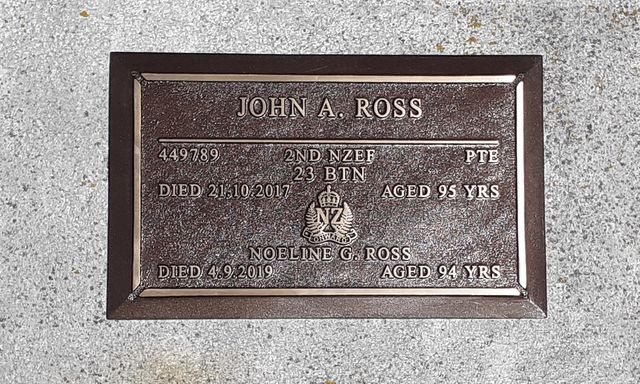 JOHN A. ROSS
449789 2ND NZEF PTE
23 BTN
DIED 21.10.2017 AGED 95 YRS
NZ
ONWARD
NOELINE G. ROSS
DIED 4.9.2019 AGED 94 YRS